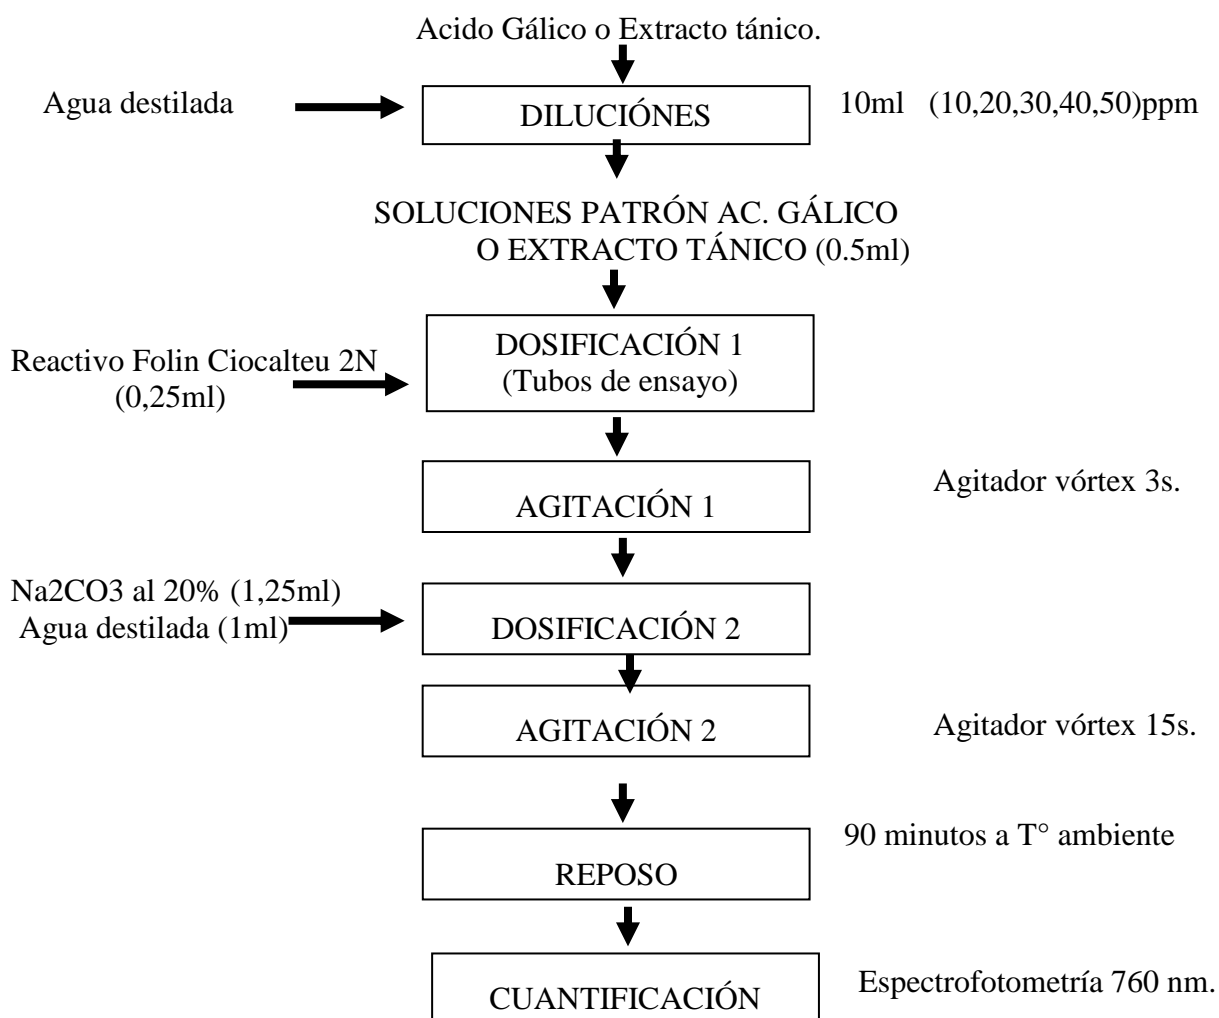 Acido Gálico o Extracto tánico.
Agua destilada
DILUCIÓNES
10ml (10,20,30,40,50)ppm
SOLUCIONES PATRÓN AC. GÁLICO
O EXTRACTO TÁNICO (0.5ml)
Reactivo Folin Ciocalteu 2N
(0,25ml)
DOSIFICACIÓN 1
(Tubos de ensayo)
AGITACIÓN 1
Agitador vórtex 3s.
Na2CO3 al 20% (1,25ml)
Agua destilada (1ml)
DOSIFICACIÓN 2
AGITACIÓN 2
Agitador vórtex 15s.
90 minutos a T° ambiente
REPOSO
CUANTIFICACIÓN
Espectrofotometría 760 nm.